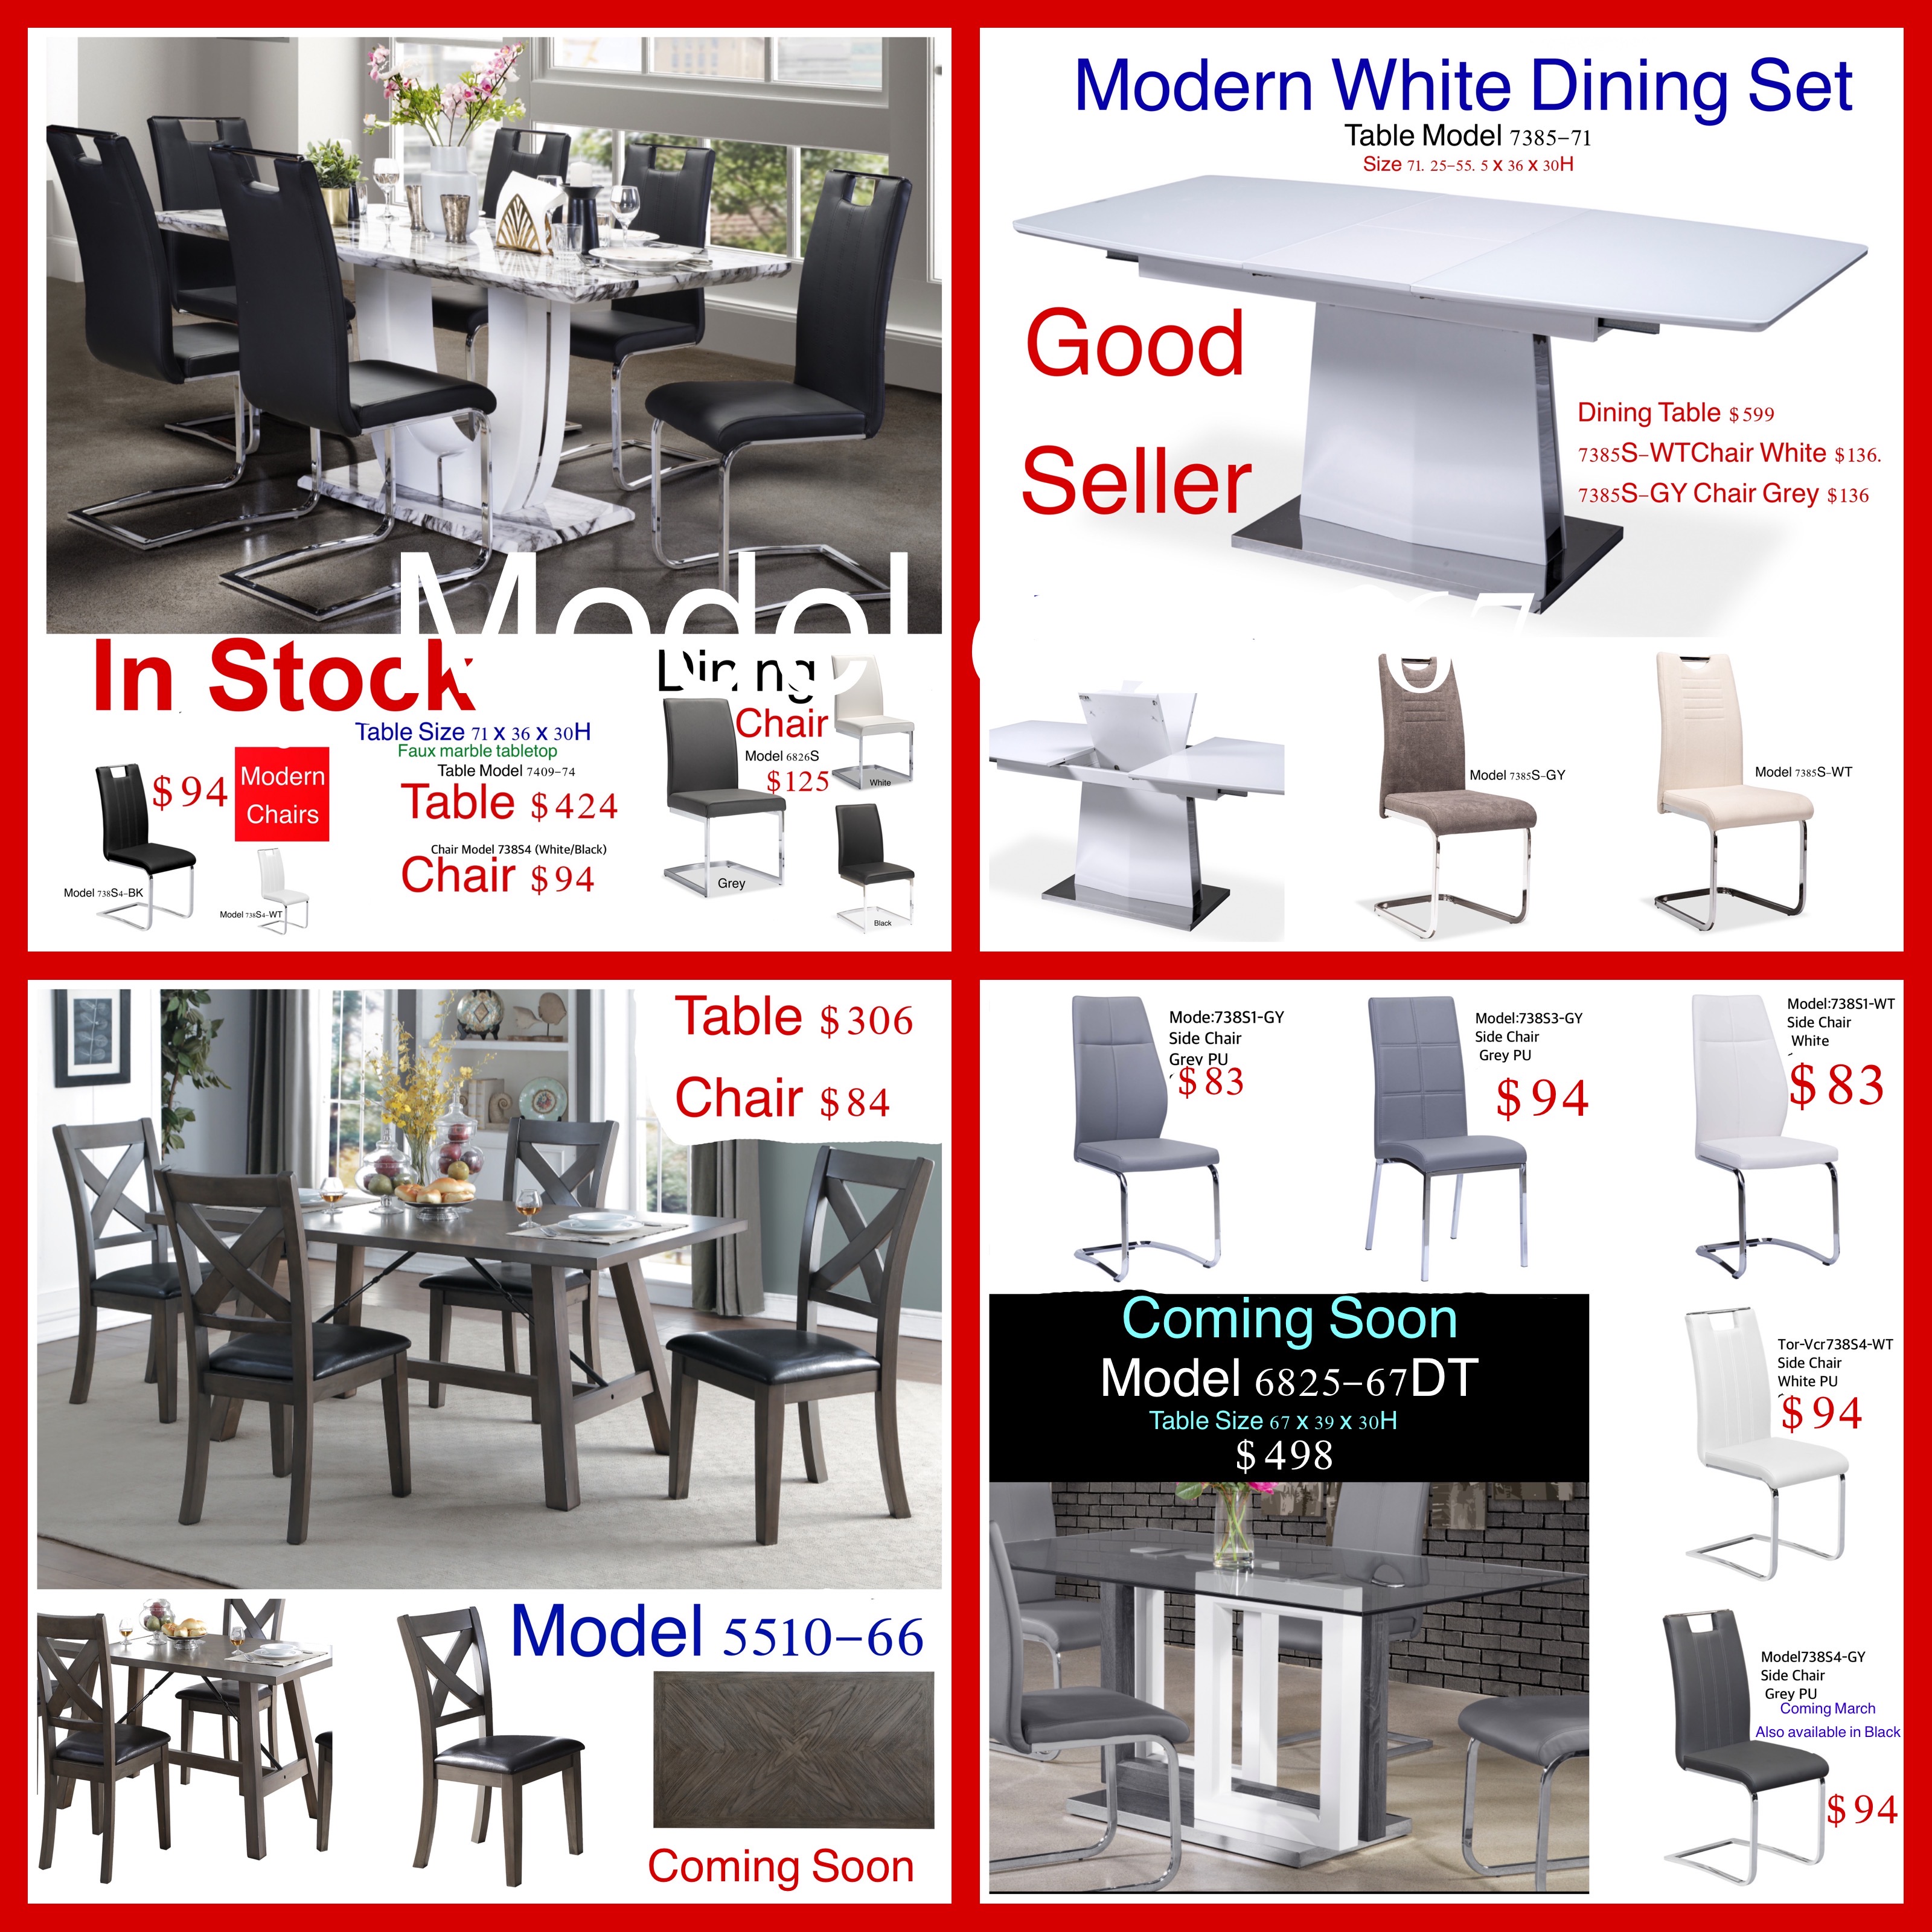 Model
In Stock
Dining
Chair
Model 6826S
$125
White
Grey
Black
Table Size 71 x 36 x 30H
Faux marble tabletop
Table Model 7409-74
Table $424
Chair Model 738S4 (White/Black)
Chair $94
$94
Modern
Chairs
Model 738S4-BK
Model 738S4-WT
Modern White Dining Set
Table Model 7385-71
Size 71. 25-55. 5 x 36 x 30H
Good
Seller
Dining Table $599
7385S-WTChair White $136.
7385S-GY Chair Grey $136
Model 7385S-GY
Model 7385S-WT
Table $306
Chair $84
Model 5510-66
Coming Soon
Mode:738S1-GY
Side Chair
Grey PU
$83
Model:738S3-GY
Side Chair
Grey PU
$94
Model:738S1-WT
Side Chair
White
$83
Coming Soon
Model 6825-67DT
Table Size 67 x 39 x 30H
$498
Tor-Vcr738S4-WT
Side Chair
White PU
$94
Model738S4-GY
Side Chair
Grey PU
Coming March
Also available in Black
$94